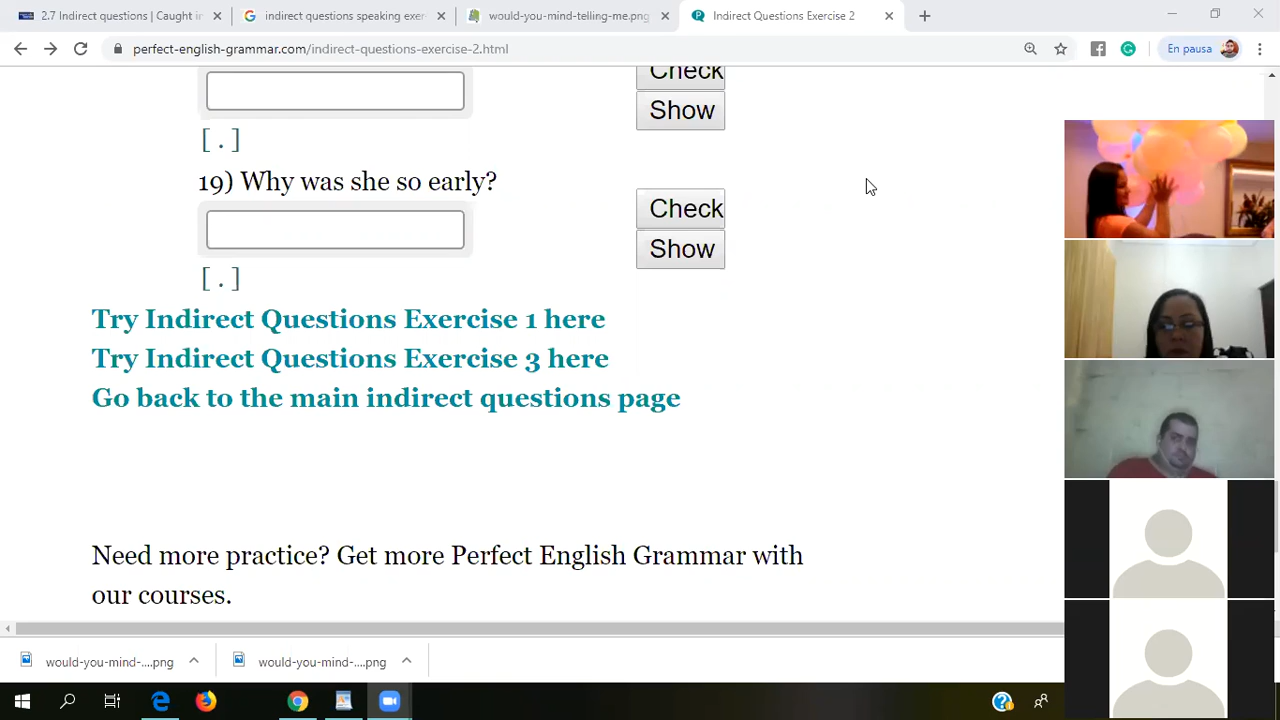 2.7 Indirect questions | Caught in
indirect questions speaking exer
would-you-mind-telling-me.png
Indirect Questions Exercise 2
perfect-english-grammar.com/indirect-questions-exercise-2.html
En pausa
Check
Show
[ . ]
19) Why was she so early?
Check
Show
[ . ]
Try Indirect Questions Exercise 1 here
Try Indirect Questions Exercise 3 here
Go back to the main indirect questions page
Need more practice? Get more Perfect English Grammar with
our courses.
would-you-mind-....png
would-you-mind-....png